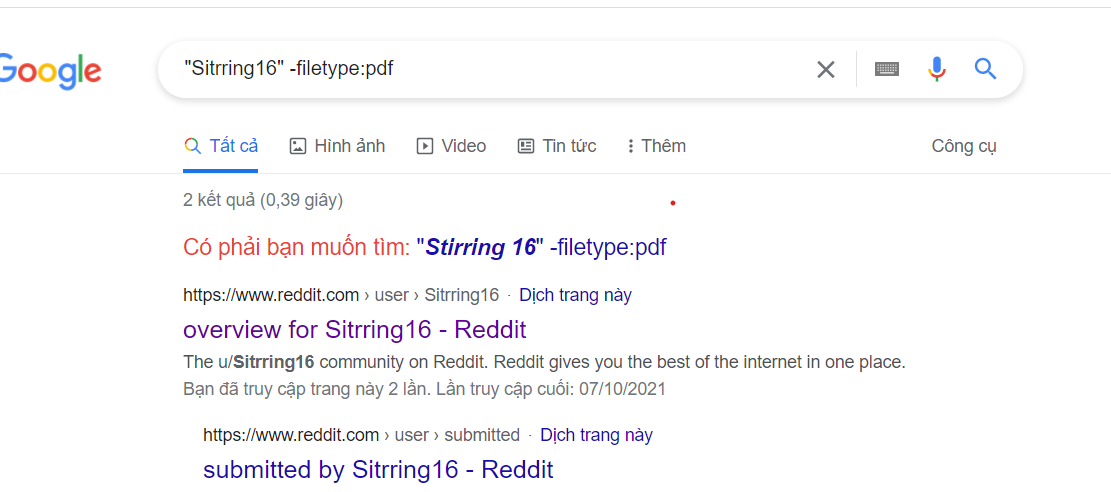 Google
"Sitrring16" -filetype:pdf
Tất cả Hình ảnh Video Tin tức Thêm Công cụ
2 kết quả (0,39 giây)
Có phải bạn muốn tìm: "Stirring 16" -filetype:pdf
https://www.reddit.com › user › Sitrring16 · Dịch trang này
overview for Sitrring16 - Reddit
The u/Sitrring16 community on Reddit. Reddit gives you the best of the internet in one place.
Bạn đã truy cập trang này 2 lần. Lần truy cập cuối: 07/10/2021
https://www.reddit.com › user › submitted · Dịch trang này
submitted by Sitrring16 - Reddit